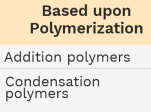 Based upon
Polymerization
Addition polymers
Condensation
polymers